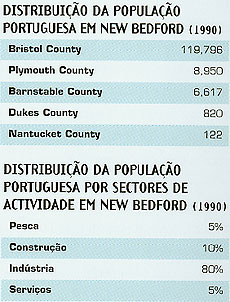 DISTRIBUIÇÃO DA POPULAÇÃO
PORTUGUESA EM NEW BEDFORD (1990)
Bristol County 119,796
Plymouth County 8,950
Barnstable County 6,617
Dukes County 820
Nantucket County 122
DISTRIBUIÇÃO DA POPULAÇÃO
PORTUGUESA POR SECTORES DE
ACTIVIDADE EM NEW BEDFORD (1990)
Pesca 5%
Construção 10%
Indústria 80%
Serviços 5%